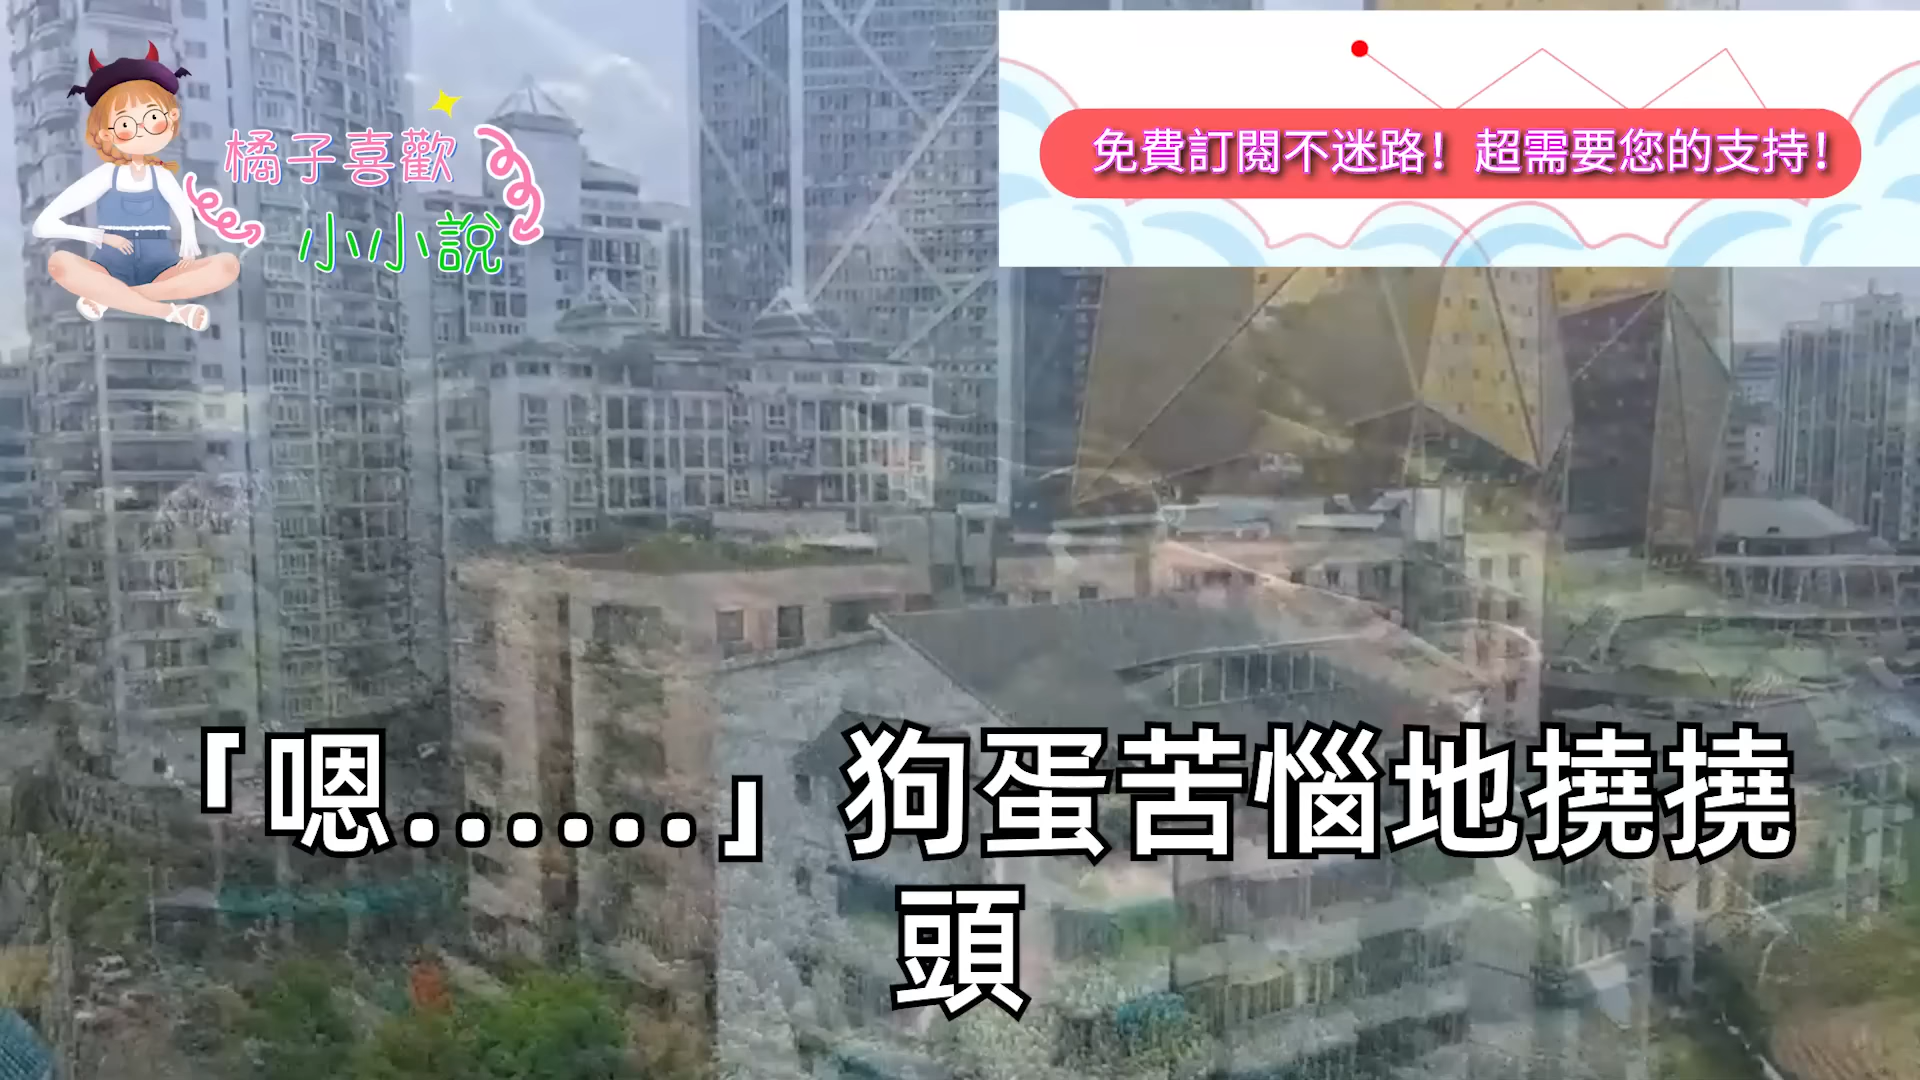 橘子喜歡
小小說
免費訂閱不迷路！超需要您的支持！
「嗯......」狗蛋苦惱地撓撓
頭